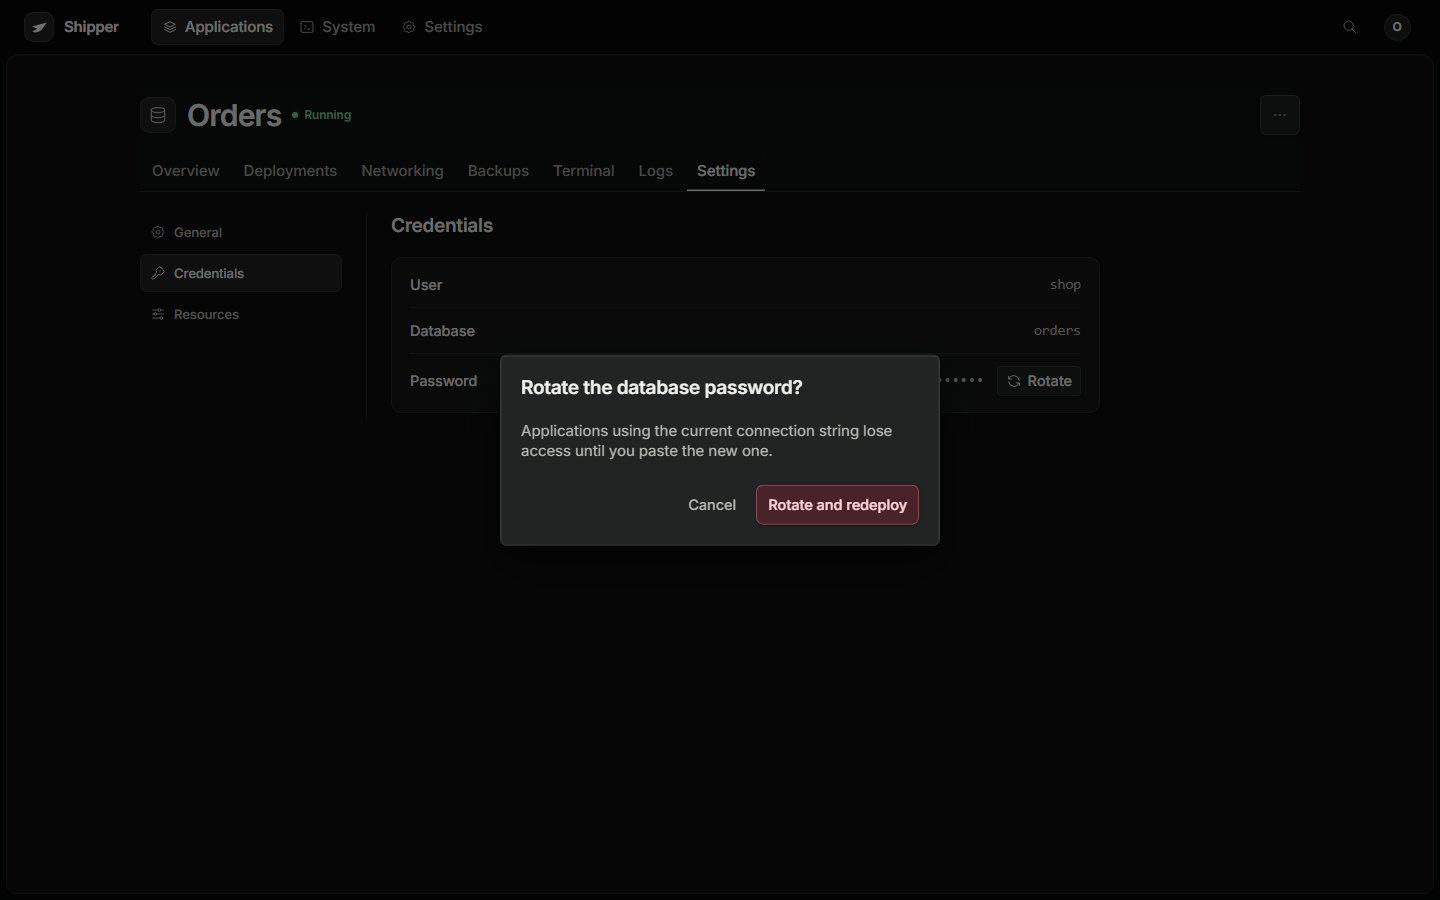 Shipper
Applications
System
Settings
O
Orders
Running
...
Overview
Deployments
Networking
Backups
Terminal
Logs
Settings
General
Credentials
Resources
Credentials
User
shop
Database
orders
Password
Rotate
Rotate the database password?
Applications using the current connection string lose
access until you paste the new one.
Cancel
Rotate and redeploy